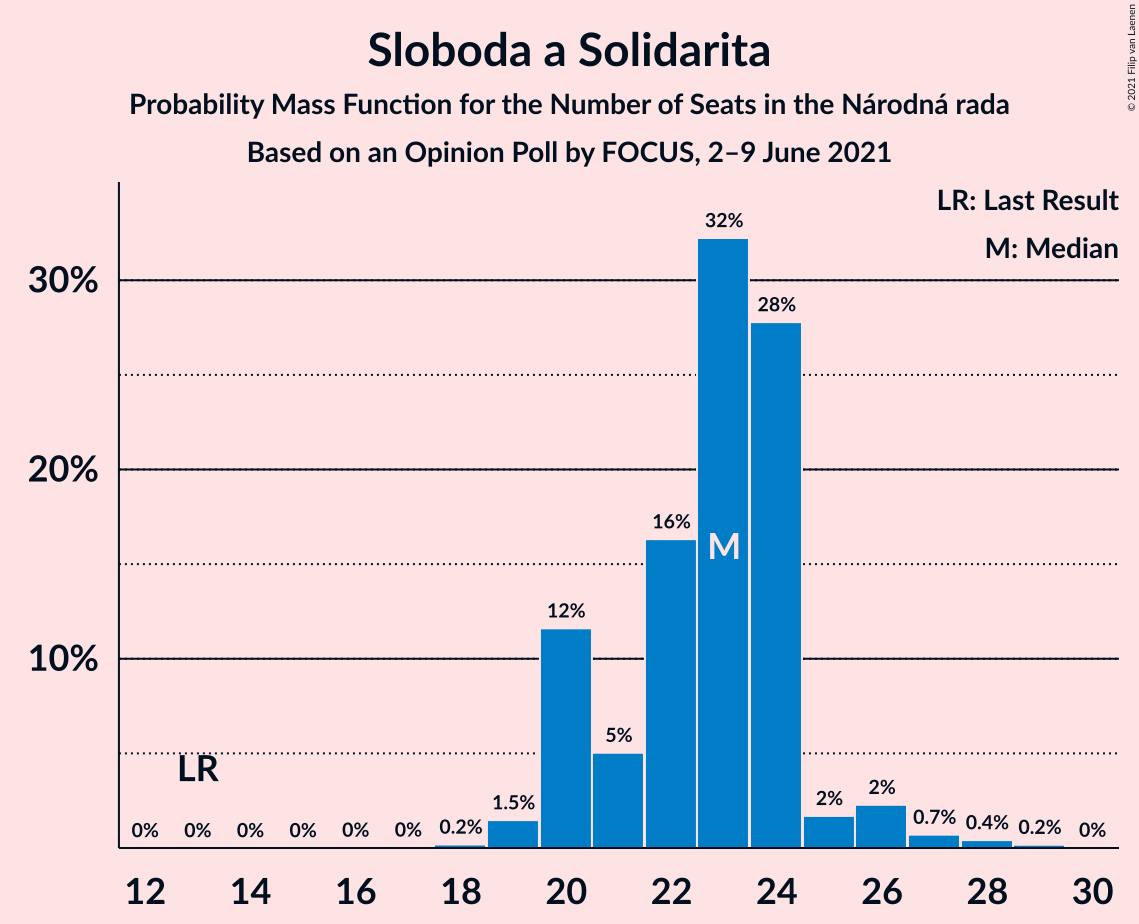 Sloboda a Solidarita
Probability Mass Function for the Number of Seats in the Národná rada
Based on an Opinion Poll by FOCUS, 2–9 June 2021
© 2021 Filip van Laenen
LR: Last Result
M: Median
30%
20%
10%
0%
0%
0%
0%
0%
0%
0.2%
1.5%
12%
5%
16%
32%
28%
2%
2%
0.7%
0.4%
0.2%
0%
LR
M
12 14 16 18 20 22 24 26 28 30